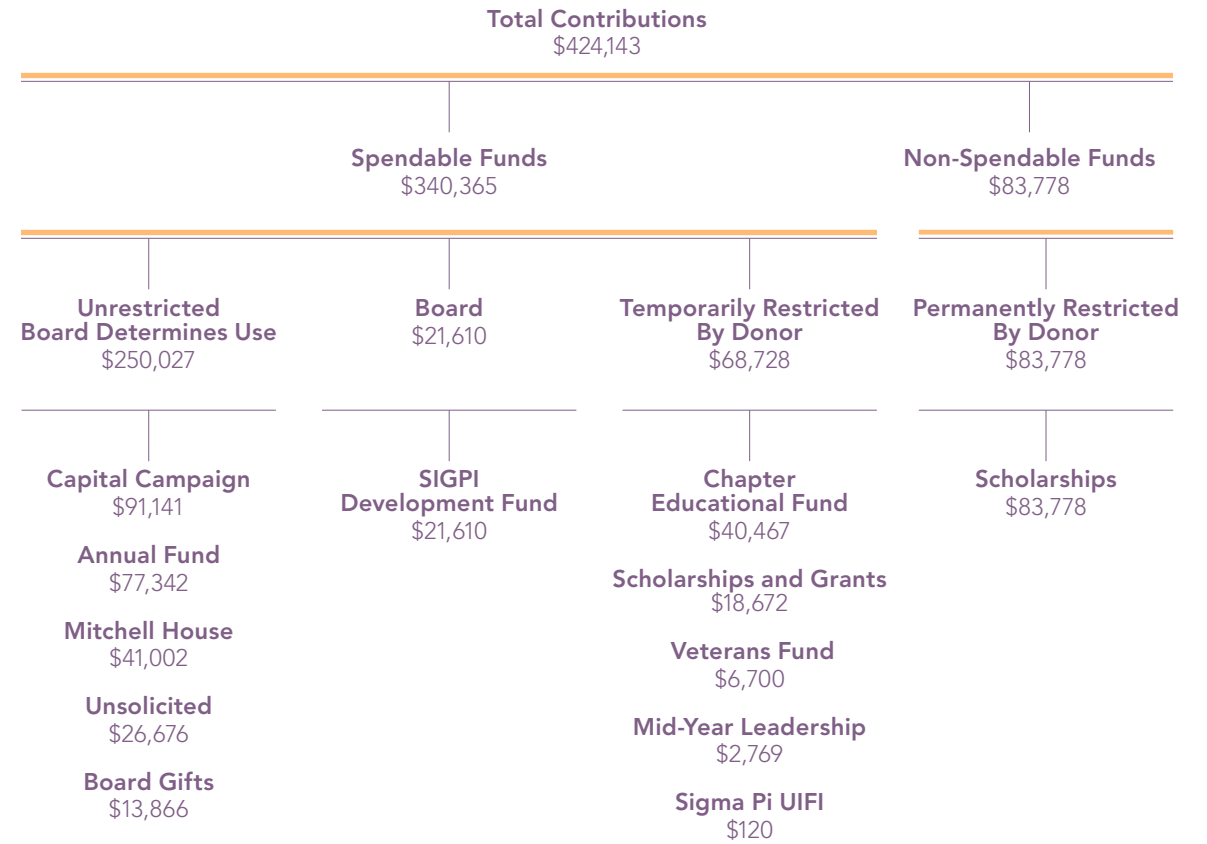 Total Contributions
$424,143
Spendable Funds
$340,365
Non-Spendable Funds
$83,778
Unrestricted
Board Determines Use
$250,027
Board
$21,610
Temporarily Restricted
By Donor
$68,728
Permanently Restricted
By Donor
$83,778
Capital Campaign
$91,141
Annual Fund
$77,342
Mitchell House
$41,002
Unsolicited
$26,676
Board Gifts
$13,866
SIGPI
Development Fund
$21,610
Chapter
Educational Fund
$40,467
Scholarships and Grants
$18,672
Veterans Fund
$6,700
Mid-Year Leadership
$2,769
Sigma Pi UIFI
$120
Scholarships
$83,778